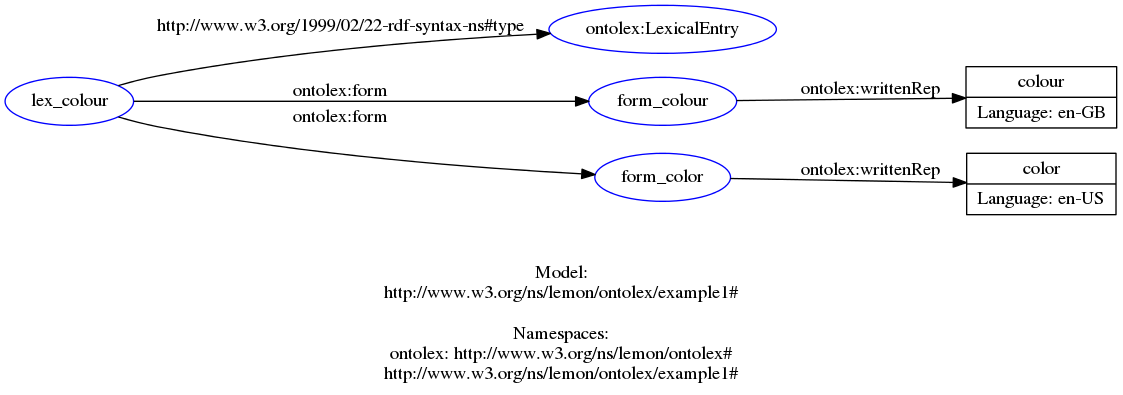 http://www.w3.org/1999/02/22-rdf-syntax-ns#type
ontolex:LexicalEntry
lex_colour
ontolex:form
form_colour
ontolex:writtenRep
colour
Language: en-GB
ontolex:form
form_color
ontolex:writtenRep
color
Language: en-US
Model:
http://www.w3.org/ns/lemon/ontolex/example1#
Namespaces:
ontolex: http://www.w3.org/ns/lemon/ontolex#
http://www.w3.org/ns/lemon/ontolex/example1#